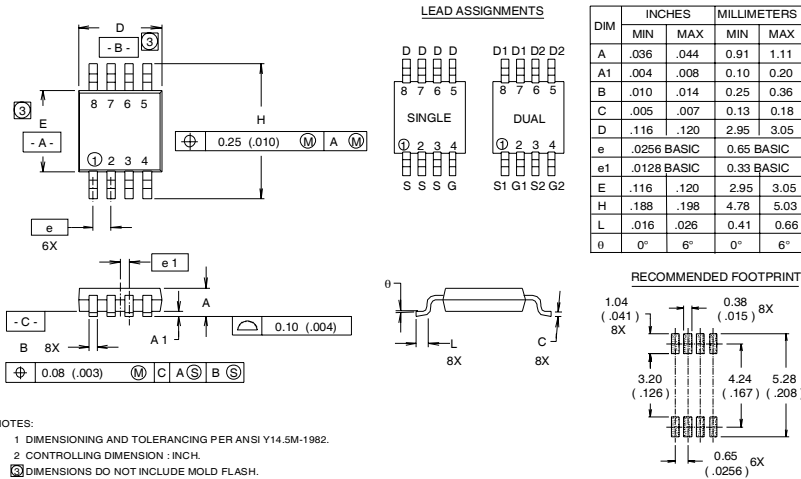 LEAD ASSIGNMENTS
D
- B -
3
8 7 6 5
3
E
- A -
H
1 2 3 4
0.25 (.010) M A M
e
6X
D D D D
8 7 6 5
SINGLE
1 2 3 4
S S S G
D1 D1 D2 D2
8 7 6 5
DUAL
1 2 3 4
S1 G1 S2 G2
DIM INCHES MILLIMETERS
MIN MAX MIN MAX
A .036 .044 0.91 1.11
A1 .004 .008 0.10 0.20
B .010 .014 0.25 0.36
C .005 .007 0.13 0.18
D .116 .120 2.95 3.05
e .0256 BASIC 0.65 BASIC
e1 .0128 BASIC 0.33 BASIC
E .116 .120 2.95 3.05
H .188 .198 4.78 5.03
L .016 .026 0.41 0.66
θ 0° 6° 0° 6°
e 1
A
- C -
B 8X
A 1
0.10 (.004)
0.08 (.003) M C A S B S
θ
L
8X
C
8X
RECOMMENDED FOOTPRINT
1.04
( .041 )
8X
0.38
( .015 ) 8X
3.20
( .126 )
4.24
( .167 )
5.28
( .208 )
0.65
( .0256 ) 6X
NOTES:
1 DIMENSIONING AND TOLERANCING PER ANSI Y14.5M-1982.
2 CONTROLLING DIMENSION : INCH.
3 DIMENSIONS DO NOT INCLUDE MOLD FLASH.